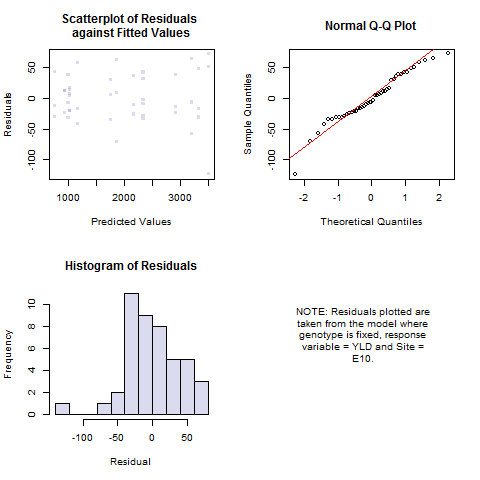 Scatterplot of Residuals
against Fitted Values
Residuals
50
0
-50
-100
1000
2000
3000
Predicted Values
Normal Q-Q Plot
Sample Quantiles
50
0
-50
-100
-2
-1
0
1
2
Theoretical Quantiles
Histogram of Residuals
Frequency
10
8
6
4
2
0
-100
-50
0
50
Residual
NOTE: Residuals plotted are
taken from the model where
genotype is fixed, response
variable = YLD and Site =
E10.